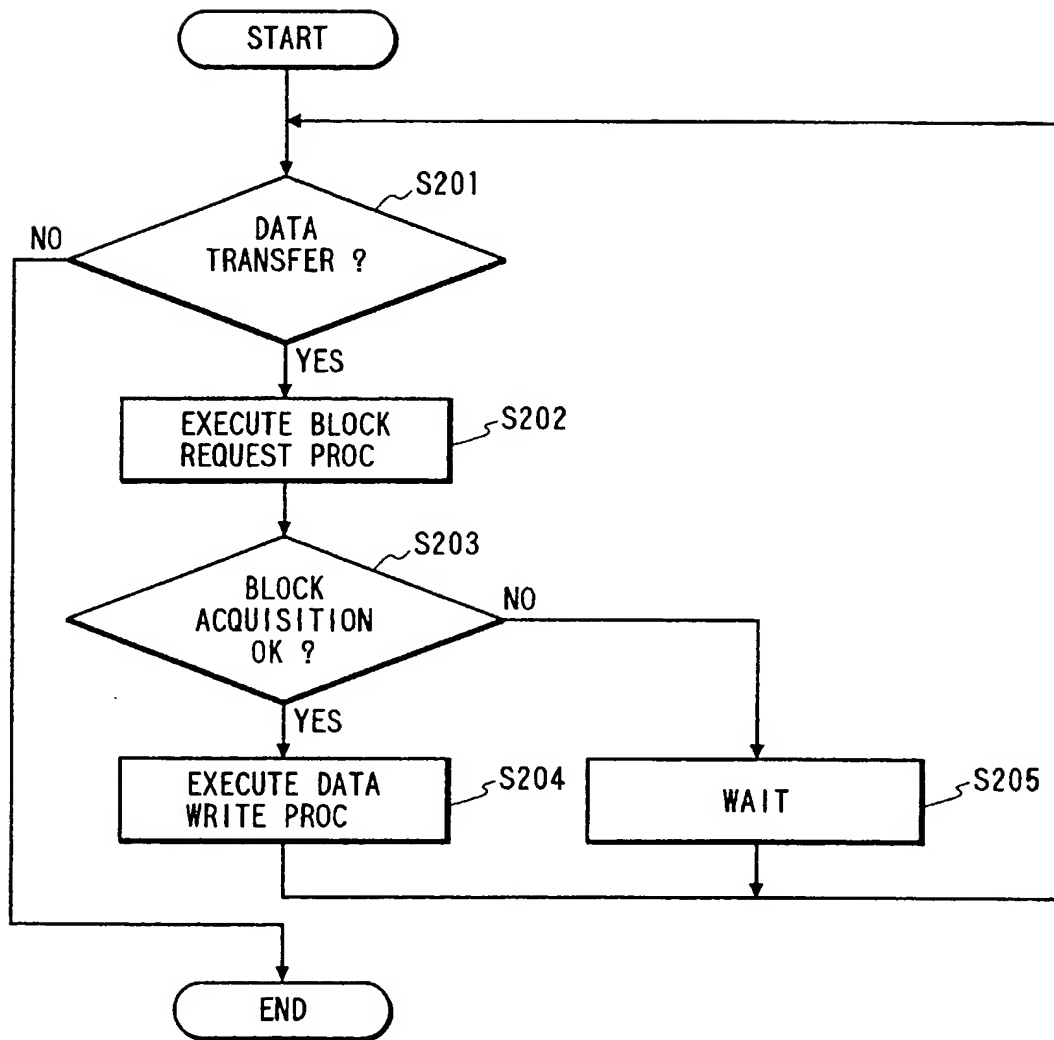 START
S201
NO
DATA
TRANSFER ?
YES
EXECUTE BLOCK
REQUEST PROC
S202
S203
BLOCK
ACQUISITION
OK ?
NO
YES
EXECUTE DATA
WRITE PROC
S204
WAIT
S205
END